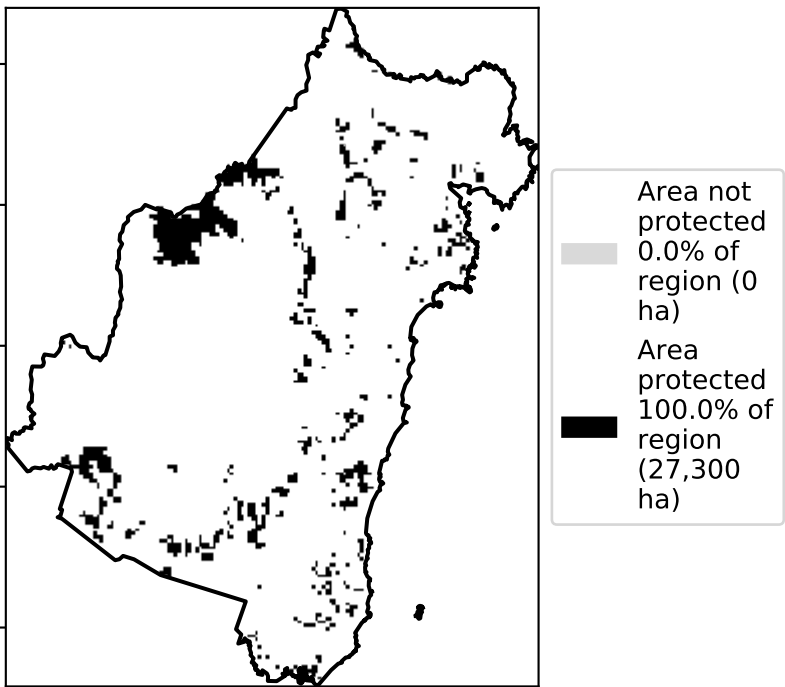 Area not
protected
0.0% of
region (0
ha)
Area
protected
100.0% of
region
(27,300
ha)